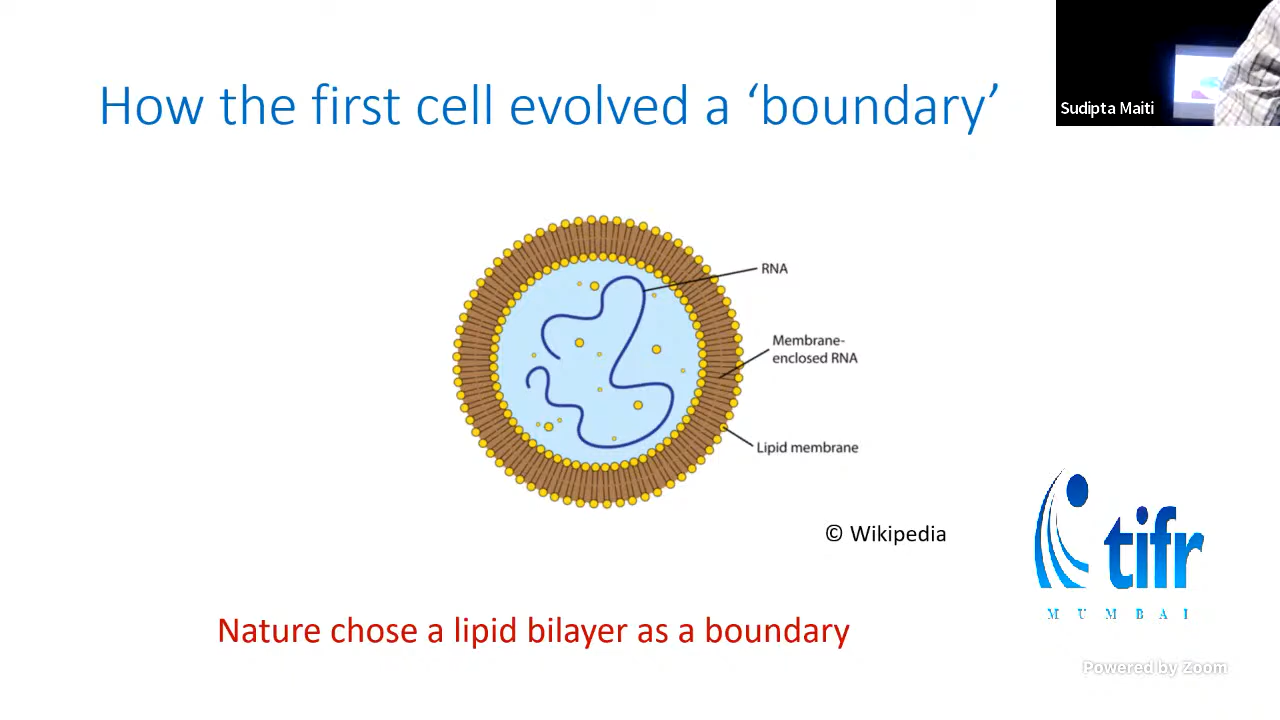 How the first cell evolved a ‘boundary’
Sudipta Maiti
RNA
Membrane-
enclosed RNA
Lipid membrane
© Wikipedia
tifr
MUMBAI
Nature chose a lipid bilayer as a boundary
Powered by Zoom